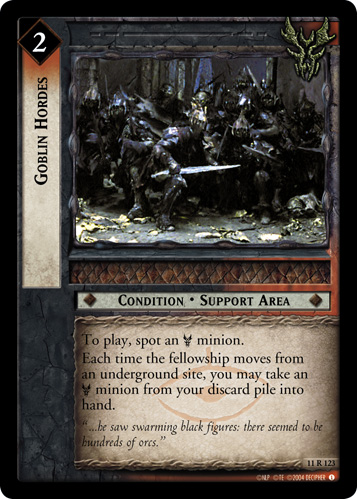 2
GOBLIN HORDES
CONDITION • SUPPORT AREA
To play, spot an minion.
Each time the fellowship moves from
an underground site, you may take an
minion from your discard pile into
hand.
"...he saw swarming black figures: there seemed to be
hundreds of orcs."
11 R 123
©NLP ©TE ©2004 DECIPHER